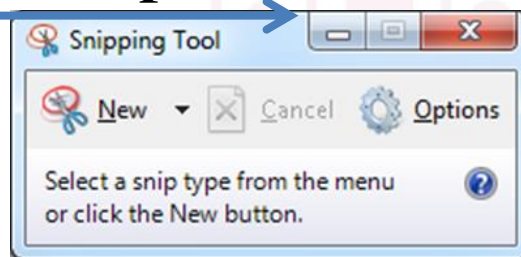 Snipping Tool
New Cancel Options
Select a snip type from the menu
or click the New button.